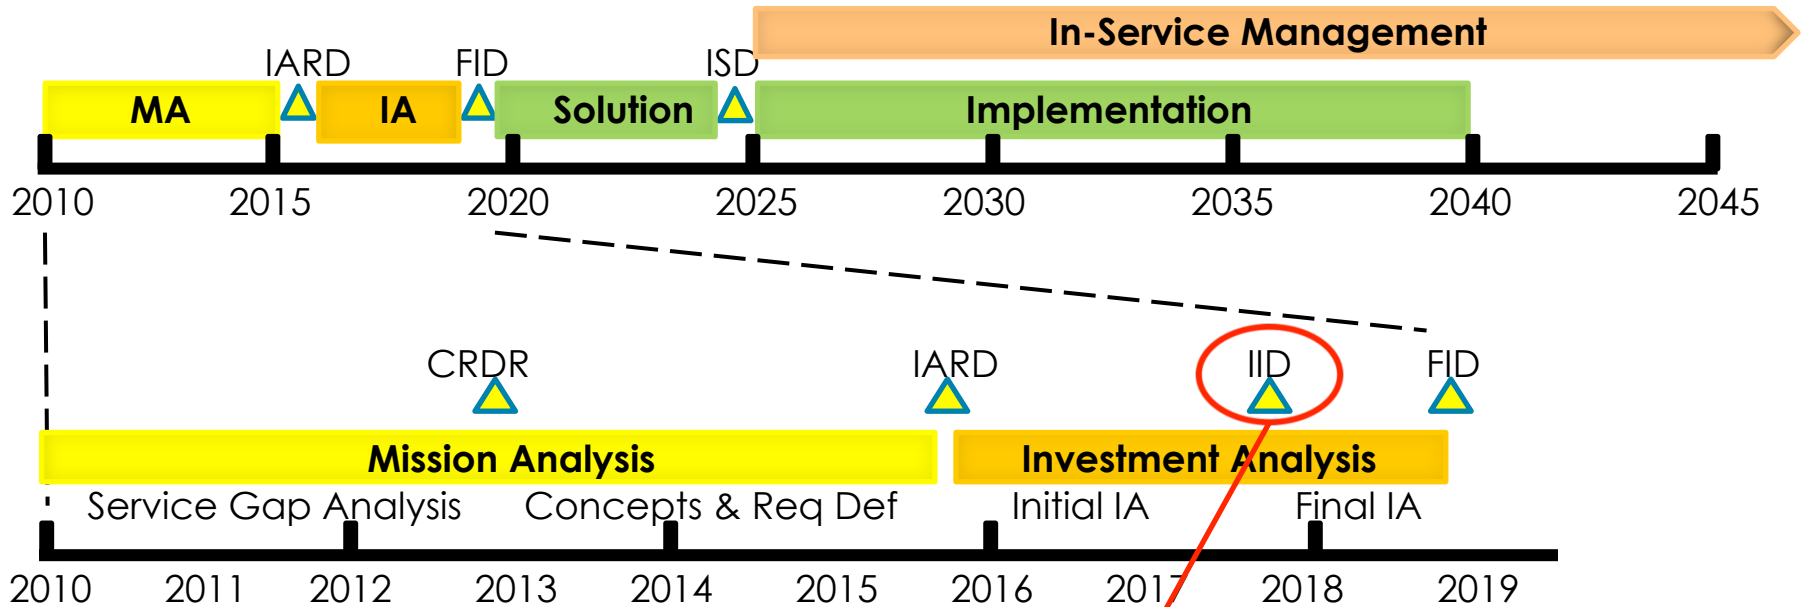 In-Service Management
IARD FID ISD
MA IA Solution Implementation
2010 2015 2020 2025 2030 2035 2040 2045
CRDR IARD IID FID
Mission Analysis Investment Analysis
Service Gap Analysis Concepts & Req Def Initial IA Final IA
2010 2011 2012 2013 2014 2015 2016 2017 2018 2019